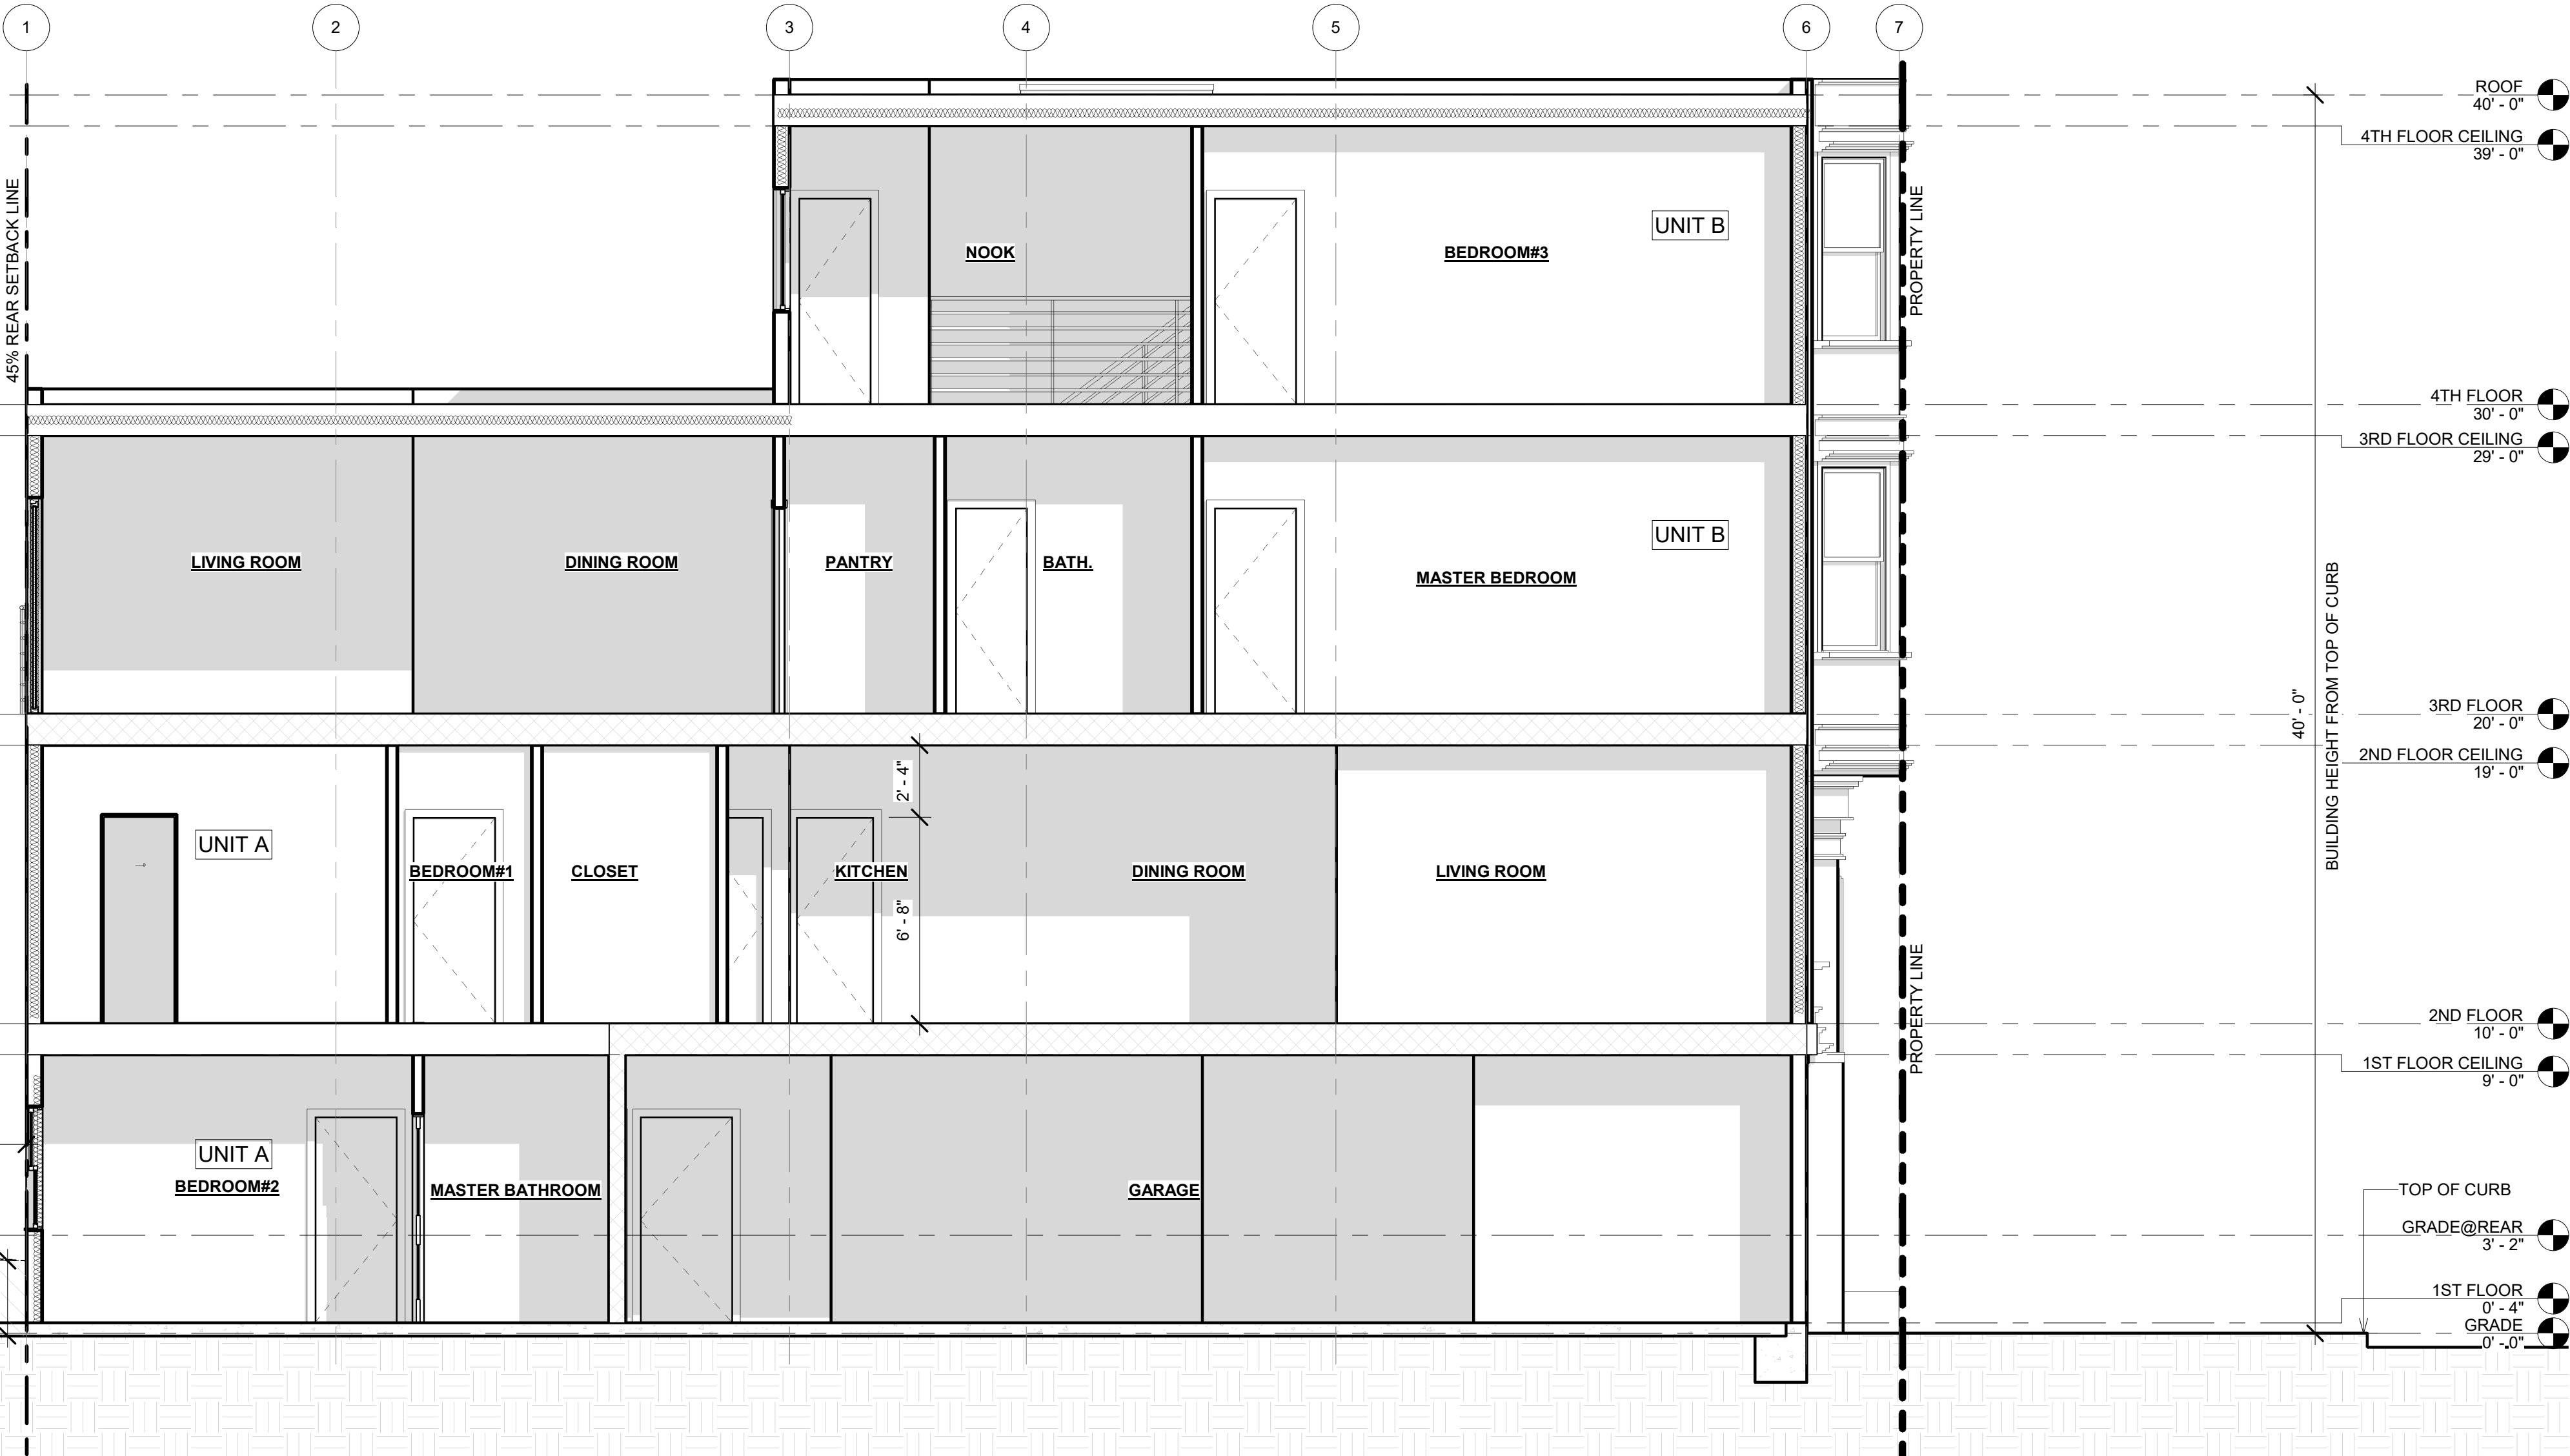 1
2
3
4
5
6
7
ROOF
40' - 0"
4TH FLOOR CEILING
39' - 0"
45% REAR SETBACK LINE
PROPERTY LINE
UNIT B
NOOK
BEDROOM#3
4TH FLOOR
30' - 0"
3RD FLOOR CEILING
29' - 0"
UNIT B
LIVING ROOM
DINING ROOM
PANTRY
BATH.
MASTER BEDROOM
BUILDING HEIGHT FROM TOP OF CURB
40' - 0"
3RD FLOOR
20' - 0"
2ND FLOOR CEILING
19' - 0"
2' - 4"
UNIT A
BEDROOM#1
CLOSET
KITCHEN
DINING ROOM
LIVING ROOM
6' - 8"
PROPERTY LINE
2ND FLOOR
10' - 0"
1ST FLOOR CEILING
9' - 0"
UNIT A
BEDROOM#2
MASTER BATHROOM
GARAGE
TOP OF CURB
GRADE@REAR
3' - 2"
1ST FLOOR
0' - 4"
GRADE
0' - 0"